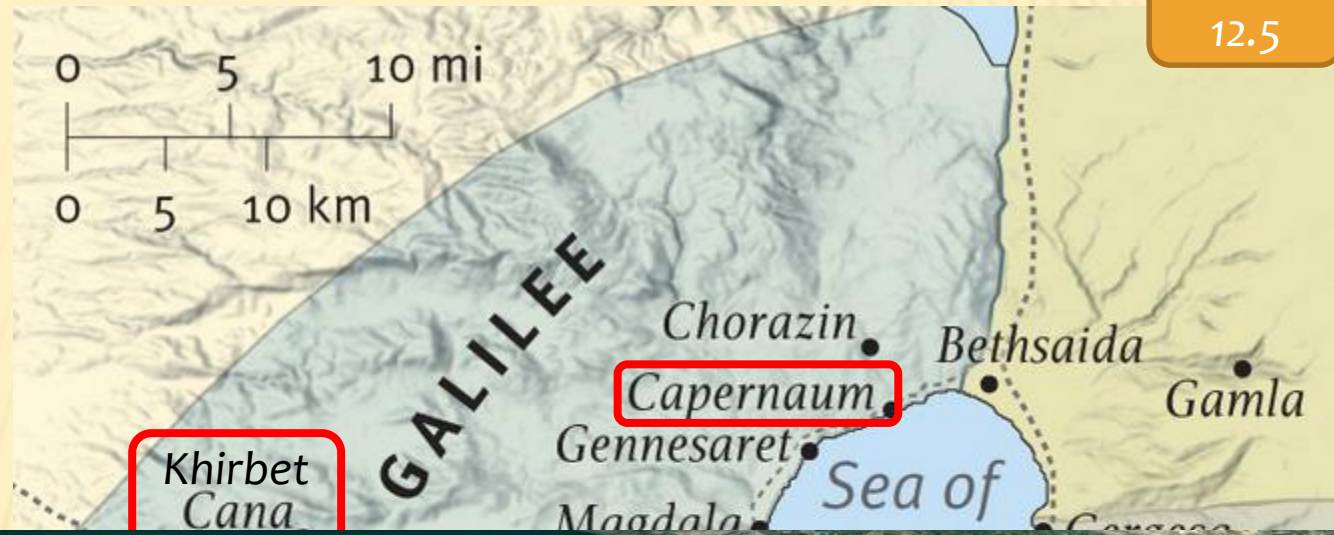 12.5
0 5 10 mi
0 5 10 km
GALILEE
Chorazin
Bethsaida
Capernaum
Gamla
Gennesaret
Khirbet
Cana
Sea of
Magdala
Gergesa